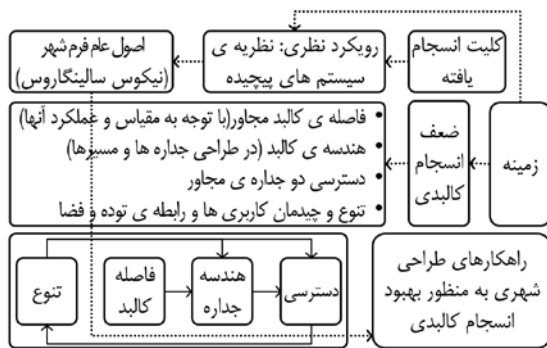 کلیت انسجام
یافته
رویکرد نظری: نظریه ی
سیستم های پیچیده
اصول عام فرم شهر
(نیکوس سالینگاروس)
زمینه
ضعف
انسجام
کالبدی
• فاصله ی کالبد مجاور(با توجه به مقیاس و عملکرد آنها)
• هندسه ی کالبد (در طراحی جداره ها و مسیرها)
• دسترسی دو جداره ی مجاور
• تنوع و چیدمان کاربری ها و رابطه ی توده و فضا
راهکارهای طراحی
شهری به منظور بهبود
انسجام کالبدی
دسترسی
هندسه
جداره
فاصله
کالبد
تنوع